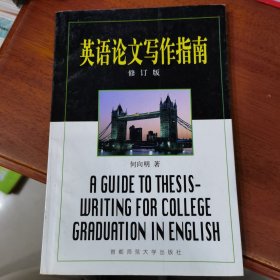 英语论文写作指南
修订版
何向明 著
A GUIDE TO THESIS-
WRITING FOR COLLEGE
GRADUATION IN ENGLISH
首都师范大学出版社